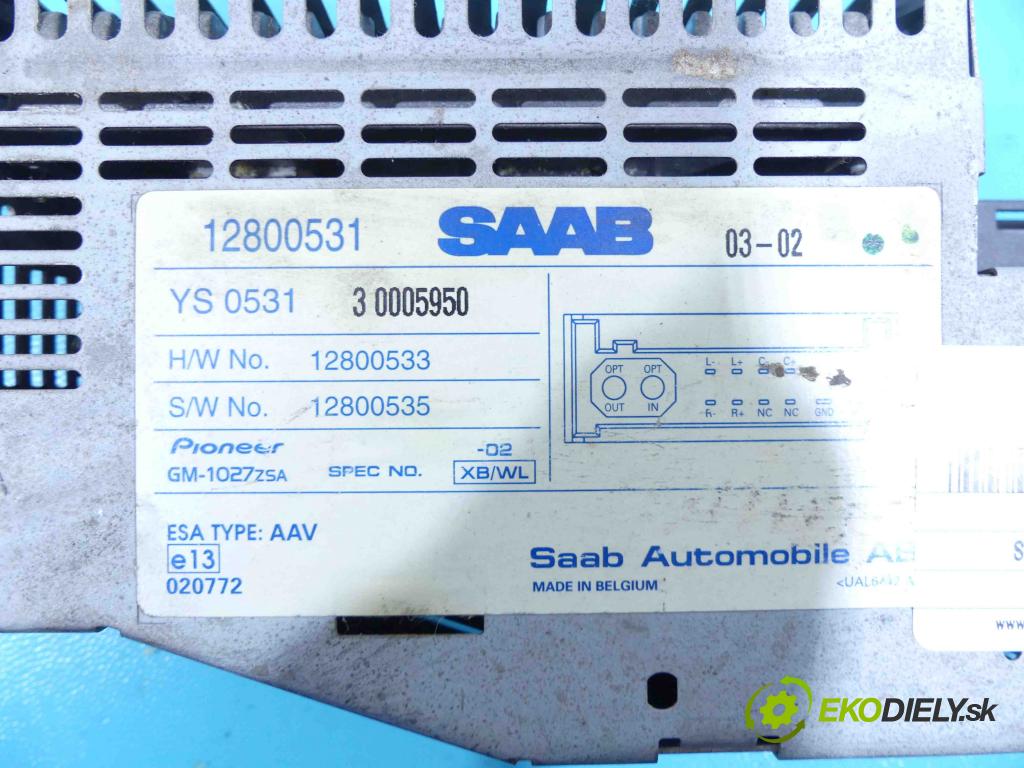 12800531 SAAB 03-02
YS 0531 3 0005950
H/W No. 12800533
S/W No. 12800535
Pioneer
GM-1027ZSA SPEC NO. -02 XB/WL
L- L+ C- C+
OPT OPT
OUT IN
R- R+ NC NC GND
ESA TYPE: AAV
e13
020772
Saab Automobile AB
MADE IN BELGIUM
S
www.
EKODIELY.sk